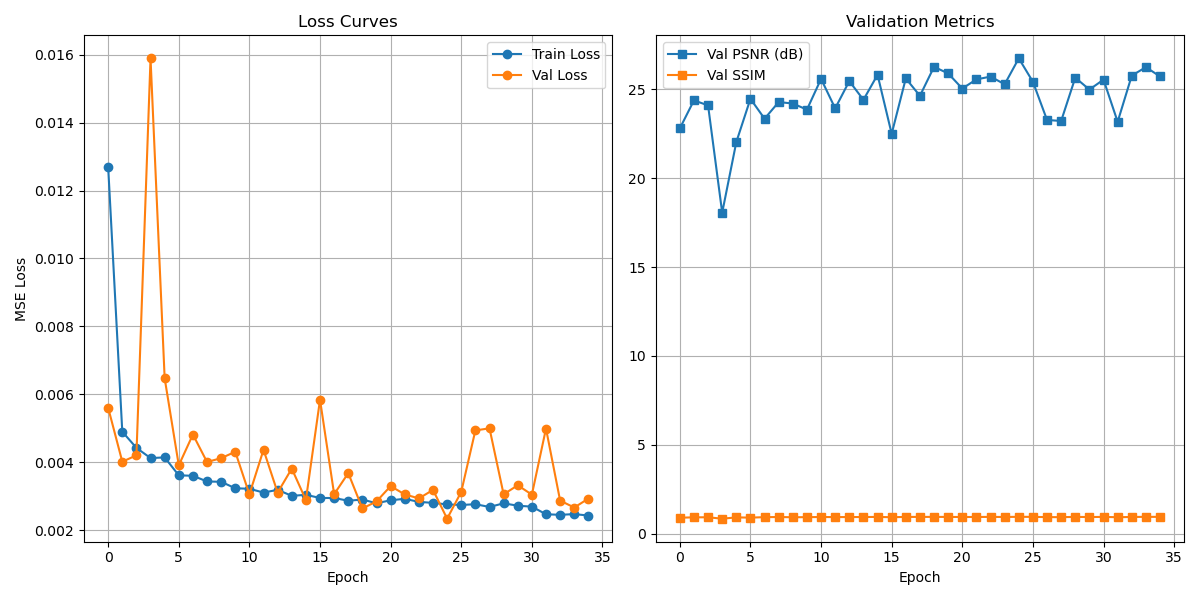 Loss Curves
Train Loss
Val Loss
0.016
0.014
0.012
0.010
0.008
0.006
0.004
0.002
MSE Loss
0 5 10 15 20 25 30 35
Epoch
Validation Metrics
Val PSNR (dB)
Val SSIM
25
20
15
10
5
0
0 5 10 15 20 25 30 35
Epoch